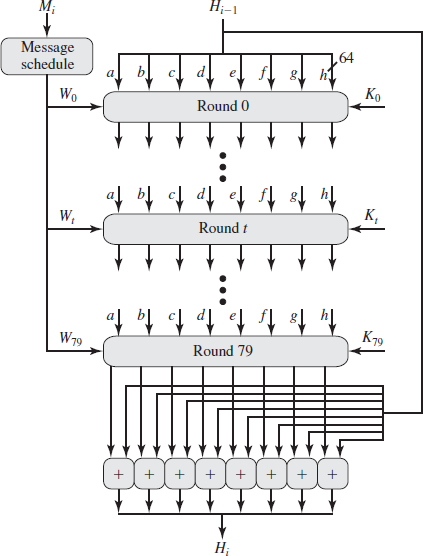 M_i H_{i−1}
Message
schedule
64
a b c d e f g h
W_0 Round 0 K_0
a b c d e f g h
W_t Round t K_t
a b c d e f g h
W_79 Round 79 K_79
+ + + + + + + +
H_i